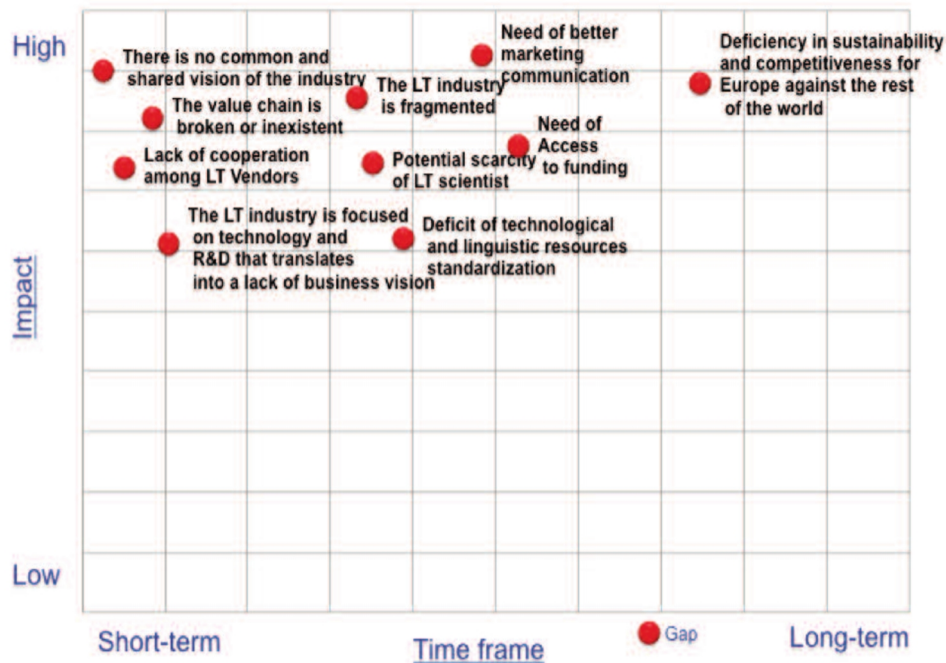 High
There is no common and
shared vision of the industry
The value chain is
broken or inexistent
Lack of cooperation
among LT Vendors
The LT industry is focused
on technology and
R&D that translates
into a lack of business vision
The LT industry
is fragmented
Potential scarcity
of LT scientist
Deficit of technological
and linguistic resources
standardization
Need of better
marketing
communication
Need of
Access
to funding
Deficiency in sustainability
and competitiveness for
Europe against the rest
of the world
Impact
Low
Short-term
Time frame
Gap
Long-term